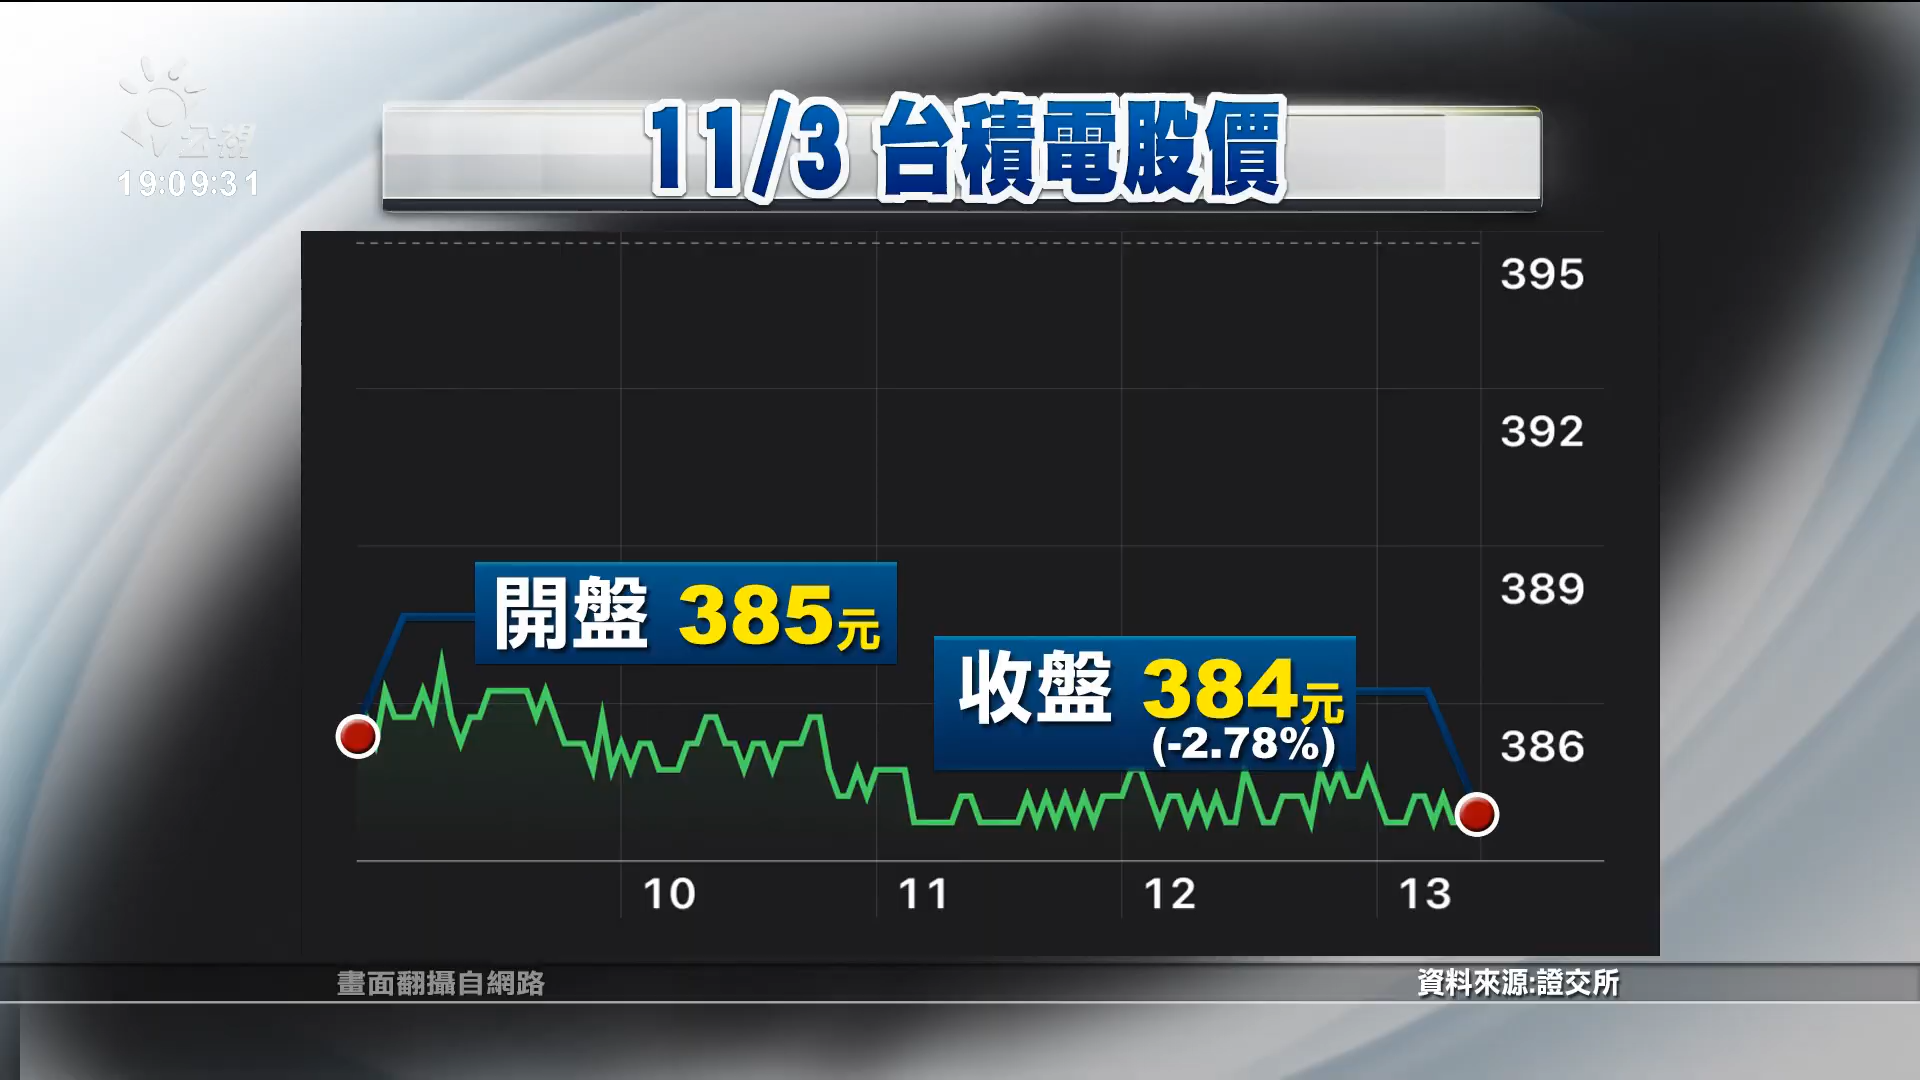 公視
19:09:31
11/3 台積電股價
395
392
389
386
開盤 385元
收盤 384元
(-2.78%)
10 11 12 13
畫面翻攝自網路
資料來源:證交所